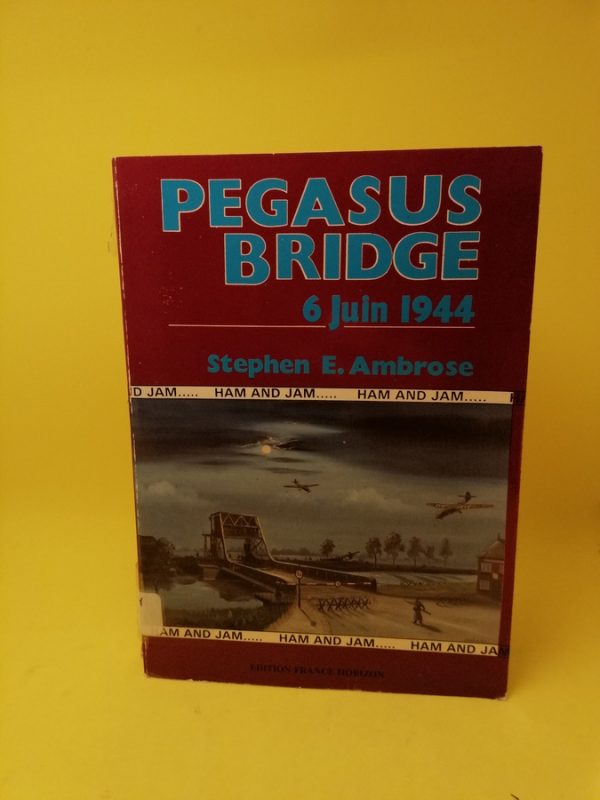 PEGASUS
BRIDGE
6 Juin 1944
Stephen E. Ambrose
D JAM..... HAM AND JAM..... HAM AND JAM..... H
AM AND JAM..... HAM AND JAM..... HAM AND JAM
EDITION FRANCE HORIZON